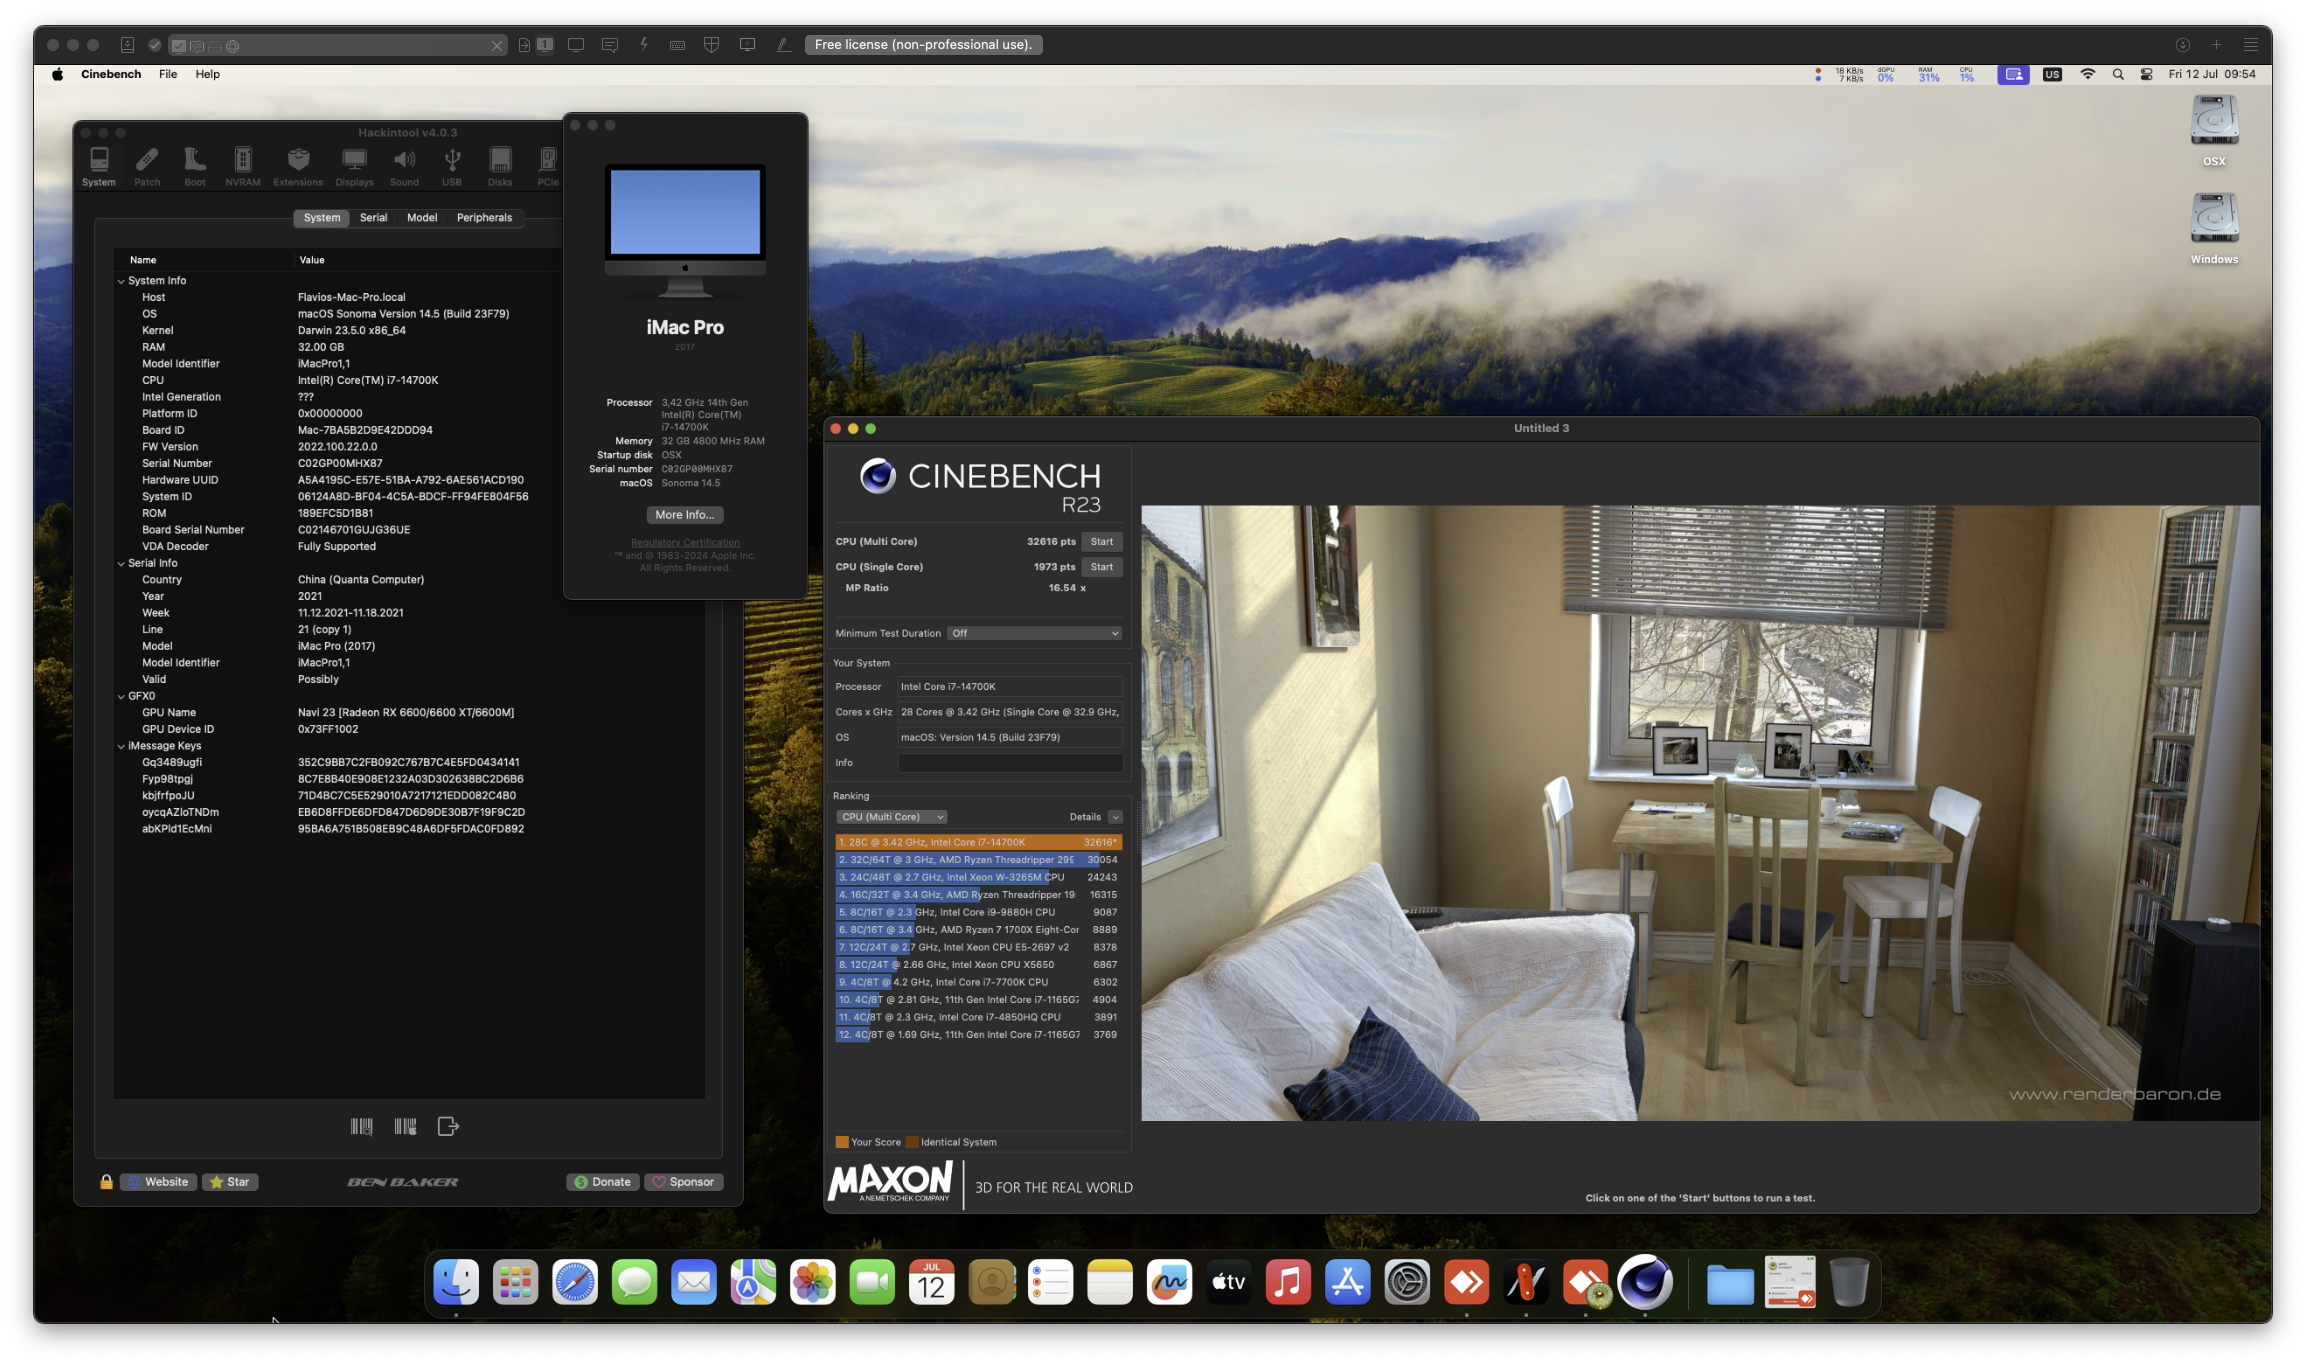 Free license (non-professional use).
Cinebench File Help
18 KB/s
7 KB/s
dGPU
0%
RAM
31%
CPU
1%
US
Fri 12 Jul 09:54
OSX
Windows
Hackintool v4.0.3
System Patch Boot NVRAM Extensions Displays Sound USB Disks PCIe
System Serial Model Peripherals
Name Value
System Info
Host Flavios-Mac-Pro.local
OS macOS Sonoma Version 14.5 (Build 23F79)
Kernel Darwin 23.5.0 x86_64
RAM 32.00 GB
Model Identifier iMacPro1,1
CPU Intel(R) Core(TM) i7-14700K
Intel Generation ???
Platform ID 0x00000000
Board ID Mac-7BA5B2D9E42DDD94
FW Version 2022.100.22.0.0
Serial Number C02GP00MHX87
Hardware UUID A5A4195C-E57E-51BA-A792-6AE561ACD190
System ID 06124A8D-BF04-4C5A-BDCF-FF94FE804F56
ROM 189EFC5D1B81
Board Serial Number C02146701GUJG36UE
VDA Decoder Fully Supported
Serial Info
Country China (Quanta Computer)
Year 2021
Week 11.12.2021-11.18.2021
Line 21 (copy 1)
Model iMac Pro (2017)
Model Identifier iMacPro1,1
Valid Possibly
GFX0
GPU Name Navi 23 [Radeon RX 6600/6600 XT/6600M]
GPU Device ID 0x73FF1002
iMessage Keys
Gq3489ugfi 352C9BB7C2FB092C767B7C4E5FD0434141
Fyp98tpgj 8C7E8B40E908E1232A03D302638BC2D6B6
kbjfrfpoJU 71D4BC7C5E529010A7217121EDD082C4B0
oycqAZloTNDm EB6D8FFDE6DFD847D6D9DE30B7F19F9C2D
abKPld1EcMni 95BA6A751B508EB9C48A6DF5FDAC0FD892
Website Star BEN BAKER Donate Sponsor
iMac Pro
2017
Processor 3,42 GHz 14th Gen
Intel(R) Core(TM)
i7-14700K
Memory 32 GB 4800 MHz RAM
Startup disk OSX
Serial number C02GP00MHX87
macOS Sonoma 14.5
More Info...
Regulatory Certification
™ and © 1983-2024 Apple Inc.
All Rights Reserved.
Untitled 3
CINEBENCH
R23
CPU (Multi Core) 32616 pts Start
CPU (Single Core) 1973 pts Start
MP Ratio 16.54 x
Minimum Test Duration Off
Your System
Processor Intel Core i7-14700K
Cores x GHz 28 Cores @ 3.42 GHz (Single Core @ 32.9 GHz,
OS macOS: Version 14.5 (Build 23F79)
Info
Ranking
CPU (Multi Core) Details
1. 28C @ 3.42 GHz, Intel Core i7-14700K 32616*
2. 32C/64T @ 3 GHz, AMD Ryzen Threadripper 299 30054
3. 24C/48T @ 2.7 GHz, Intel Xeon W-3265M CPU 24243
4. 16C/32T @ 3.4 GHz, AMD Ryzen Threadripper 19 16315
5. 8C/16T @ 2.3 GHz, Intel Core i9-9880H CPU 9087
6. 8C/16T @ 3.4 GHz, AMD Ryzen 7 1700X Eight-Cor 8889
7. 12C/24T @ 2.7 GHz, Intel Xeon CPU E5-2697 v2 8378
8. 12C/24T @ 2.66 GHz, Intel Xeon CPU X5650 6867
9. 4C/8T @ 4.2 GHz, Intel Core i7-7700K CPU 6302
10. 4C/8T @ 2.81 GHz, 11th Gen Intel Core i7-1165G7 4904
11. 4C/8T @ 2.3 GHz, Intel Core i7-4850HQ CPU 3891
12. 4C/8T @ 1.69 GHz, 11th Gen Intel Core i7-1165G7 3769
Your Score Identical System
MAXON
A NEMETSCHEK COMPANY
3D FOR THE REAL WORLD
www.renderbaron.de
Click on one of the 'Start' buttons to run a test.
JUL
12
tv